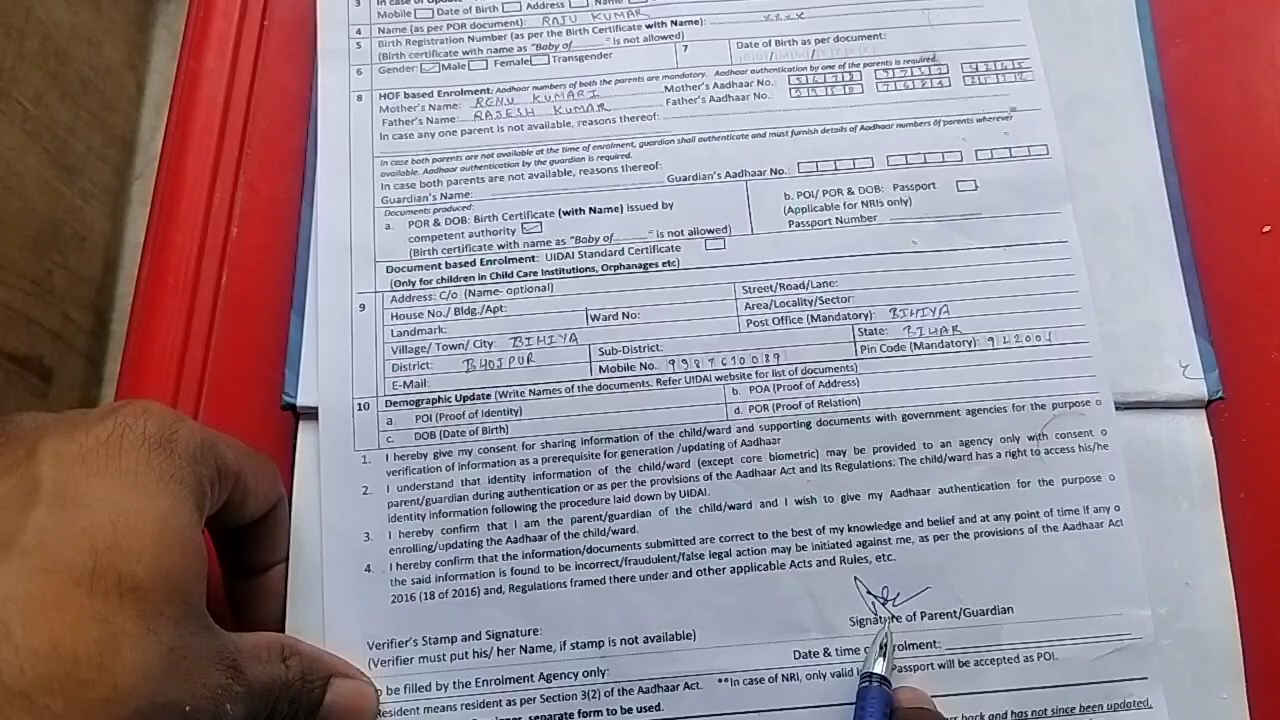 3 In case of Update
Mobile Date of Birth Address Name
4 Name (as per POR document): RAJU KUMAR
5 Birth Registration Number (as per the Birth Certificate with Name): xxxx
(Birth certificate with name as "Baby of_____" is not allowed)
6 Gender: Male Female Transgender
7 Date of Birth as per document:
8 HOF based Enrolment: Aadhaar numbers of both the parents are mandatory. Aadhaar authentication by one of the parents is required.
Mother's Name: RENU KUMARI Mother's Aadhaar No.:
Father's Name: RAJESH KUMAR Father's Aadhaar No.:
In case any one parent is not available, reasons thereof:
In case both parents are not available at the time of enrolment, guardian shall authenticate and must furnish details of Aadhaar numbers of parents wherever
available. Aadhaar authentication by the guardian is required.
In case both parents are not available, reasons thereof:
Guardian's Name: Guardian's Aadhaar No.:
Documents produced:
a. POR & DOB: Birth Certificate (with Name) issued by
competent authority
(Birth certificate with name as "Baby of_____" is not allowed)
b. POI/ POR & DOB: Passport
(Applicable for NRIs only)
Passport Number
Document based Enrolment: UIDAI Standard Certificate
(Only for children in Child Care Institutions, Orphanages etc)
9 Address: C/o (Name- optional)
Street/Road/Lane:
House No./ Bldg./Apt: Ward No: Area/Locality/Sector:
Landmark: Post Office (Mandatory): BIHIYA
Village/ Town/ City: BIHIYA State: BIHAR
District: BHOJPUR Sub-District: Pin Code (Mandatory):
E-Mail: Mobile No.
10 Demographic Update (Write Names of the documents. Refer UIDAI website for list of documents)
a. POI (Proof of Identity) b. POA (Proof of Address)
c. DOB (Date of Birth) d. POR (Proof of Relation)
1. I hereby give my consent for sharing information of the child/ward and supporting documents with government agencies for the purpose o
verification of information as a prerequisite for generation /updating of Aadhaar
2. I understand that identity information of the child/ward (except core biometric) may be provided to an agency only with consent o
parent/guardian during authentication or as per the provisions of the Aadhaar Act and its Regulations. The child/ward has a right to access his/he
identity information following the procedure laid down by UIDAI.
3. I hereby confirm that I am the parent/guardian of the child/ward and I wish to give my Aadhaar authentication for the purpose o
enrolling/updating the Aadhaar of the child/ward.
4. I hereby confirm that the information/documents submitted are correct to the best of my knowledge and belief and at any point of time if any o
the said information is found to be incorrect/fraudulent/false legal action may be initiated against me, as per the provisions of the Aadhaar Act
2016 (18 of 2016) and, Regulations framed there under and other applicable Acts and Rules, etc.
Signature of Parent/Guardian
Verifier's Stamp and Signature:
(Verifier must put his/ her Name, if stamp is not available)
Date & time olment:
be filled by the Enrolment Agency only:
Resident means resident as per Section 3(2) of the Aadhaar Act. **In case of NRI, only valid Passport will be accepted as POI.
separate form to be used.
back and has not since been updated,